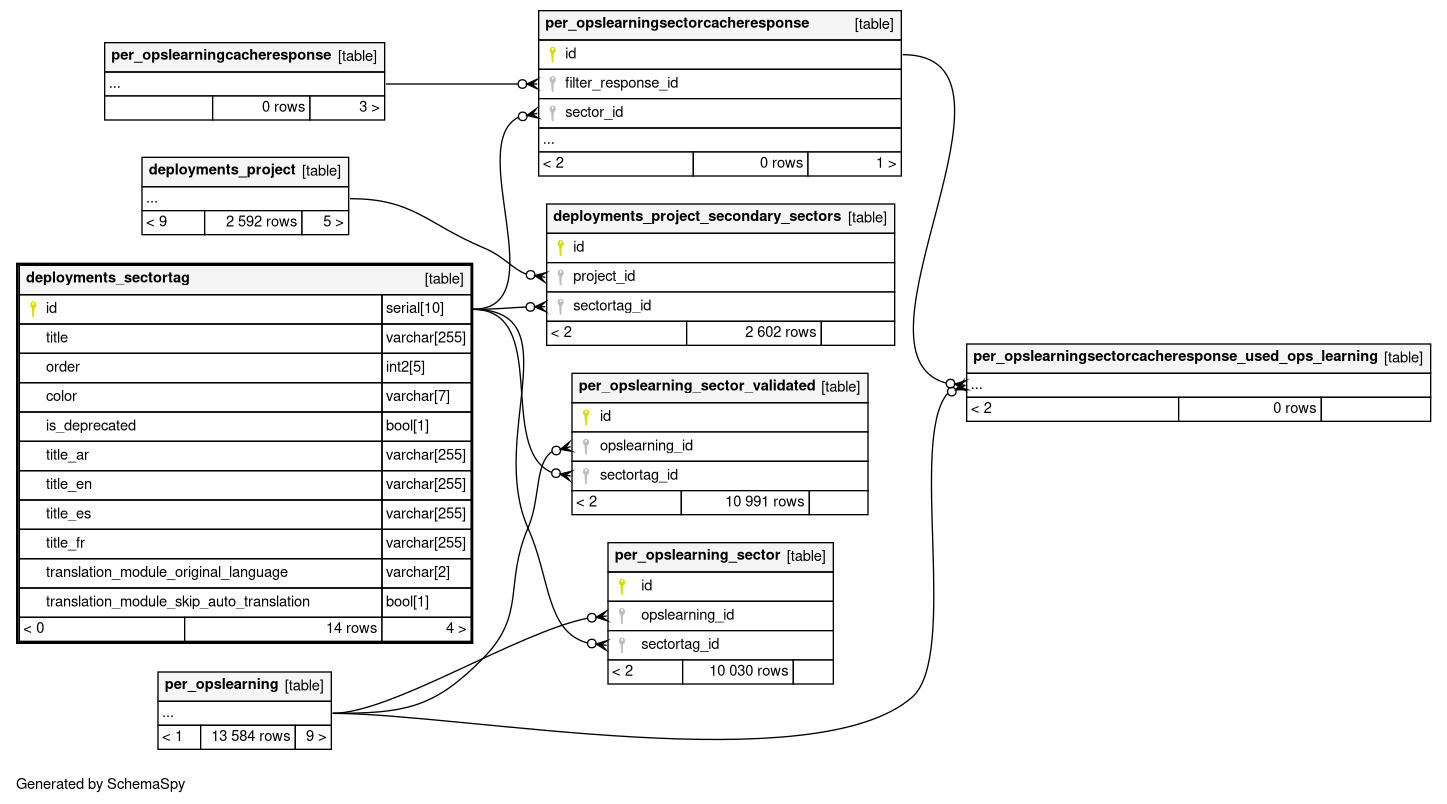 per_opslearningcacheresponse [table]
...
0 rows 3 >
deployments_project [table]
...
< 9 2 592 rows 5 >
deployments_sectortag [table]
id serial[10]
title varchar[255]
order int2[5]
color varchar[7]
is_deprecated bool[1]
title_ar varchar[255]
title_en varchar[255]
title_es varchar[255]
title_fr varchar[255]
translation_module_original_language varchar[2]
translation_module_skip_auto_translation bool[1]
< 0 14 rows 4 >
per_opslearning [table]
...
< 1 13 584 rows 9 >
per_opslearningsectorcacheresponse [table]
id
filter_response_id
sector_id
...
< 2 0 rows 1 >
deployments_project_secondary_sectors [table]
id
project_id
sectortag_id
< 2 2 602 rows
per_opslearning_sector_validated [table]
id
opslearning_id
sectortag_id
< 2 10 991 rows
per_opslearning_sector [table]
id
opslearning_id
sectortag_id
< 2 10 030 rows
per_opslearningsectorcacheresponse_used_ops_learning [table]
...
< 2 0 rows
Generated by SchemaSpy